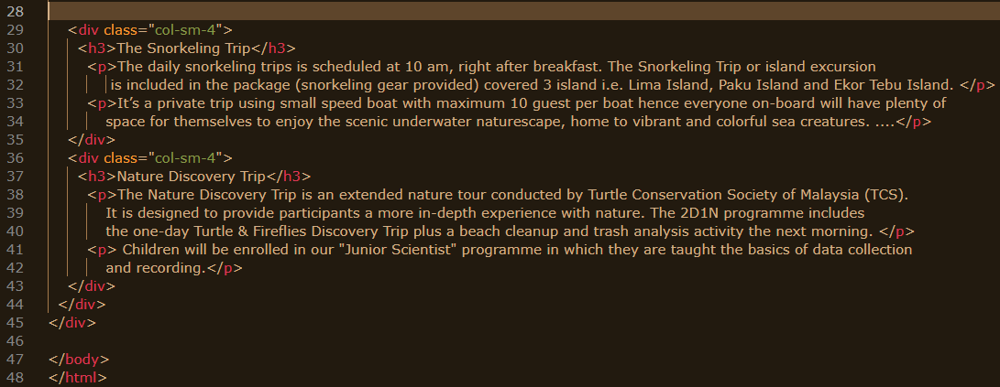 28
29 <div class="col-sm-4">
30 <h3>The Snorkeling Trip</h3>
31 <p>The daily snorkeling trips is scheduled at 10 am, right after breakfast. The Snorkeling Trip or island excursion
32 is included in the package (snorkeling gear provided) covered 3 island i.e. Lima Island, Paku Island and Ekor Tebu Island. </p>
33 <p>It’s a private trip using small speed boat with maximum 10 guest per boat hence everyone on-board will have plenty of
34 space for themselves to enjoy the scenic underwater naturescape, home to vibrant and colorful sea creatures. ....</p>
35 </div>
36 <div class="col-sm-4">
37 <h3>Nature Discovery Trip</h3>
38 <p>The Nature Discovery Trip is an extended nature tour conducted by Turtle Conservation Society of Malaysia (TCS).
39 It is designed to provide participants a more in-depth experience with nature. The 2D1N programme includes
40 the one-day Turtle & Fireflies Discovery Trip plus a beach cleanup and trash analysis activity the next morning. </p>
41 <p> Children will be enrolled in our "Junior Scientist" programme in which they are taught the basics of data collection
42 and recording.</p>
43 </div>
44 </div>
45 </div>
46
47 </body>
48 </html>